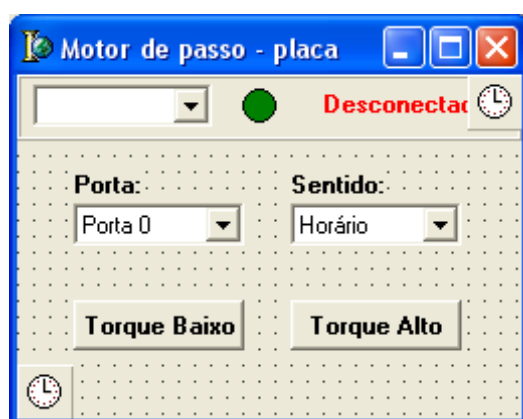 Motor de passo - placa
Desconectad
Porta: Sentido:
Porta 0 Horário
Torque Baixo Torque Alto